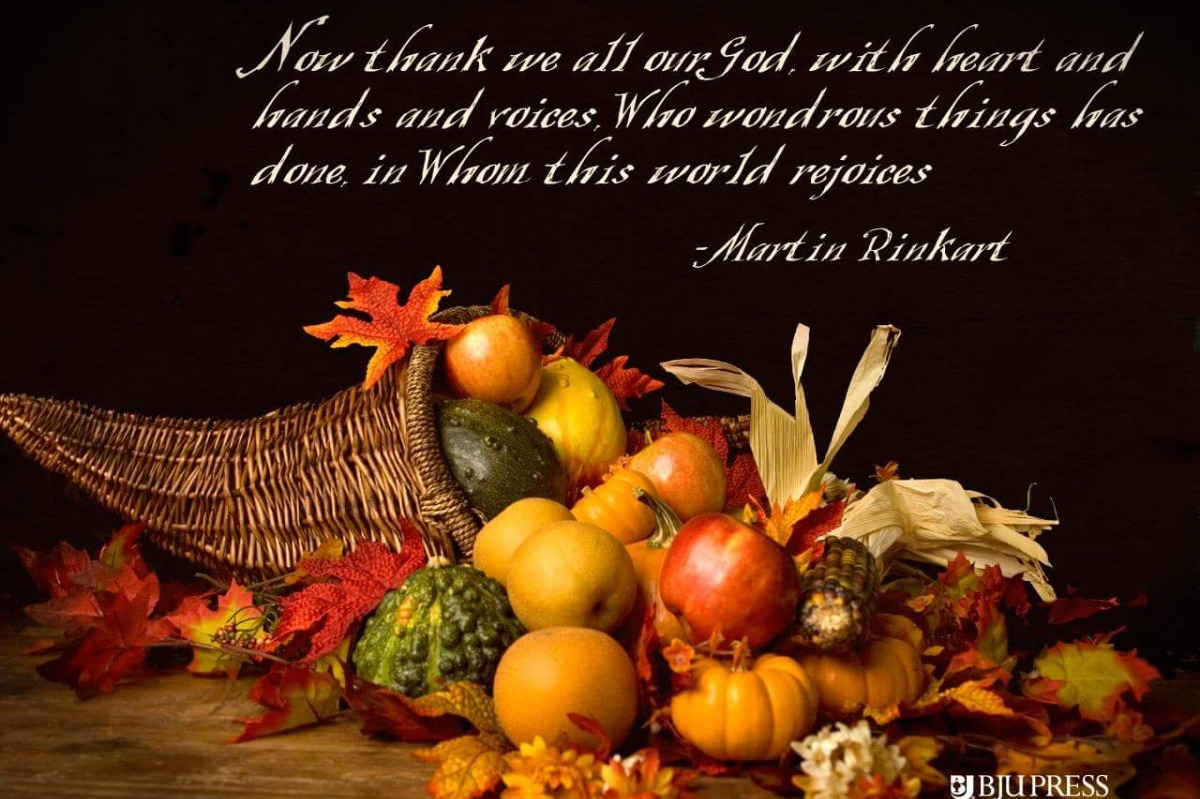 Now thank we all our God, with heart and
hands and voices, Who wondrous things has
done, in Whom this world rejoices
-Martin Rinkart
BJU PRESS